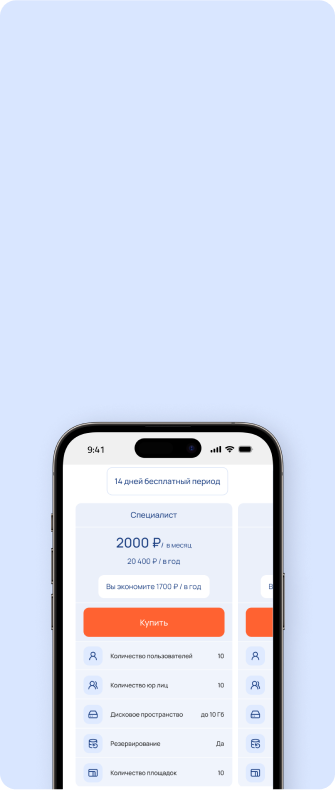 9:41
14 дней бесплатный период
Специалист
2000 ₽/ в месяц
20 400 ₽ / в год
Вы экономите 1700 ₽ / в год
В
Купить
Количество пользователей 10
Количество юр лиц 10
Дисковое пространство до 10 Гб
Резервирование Да
Количество площадок 10